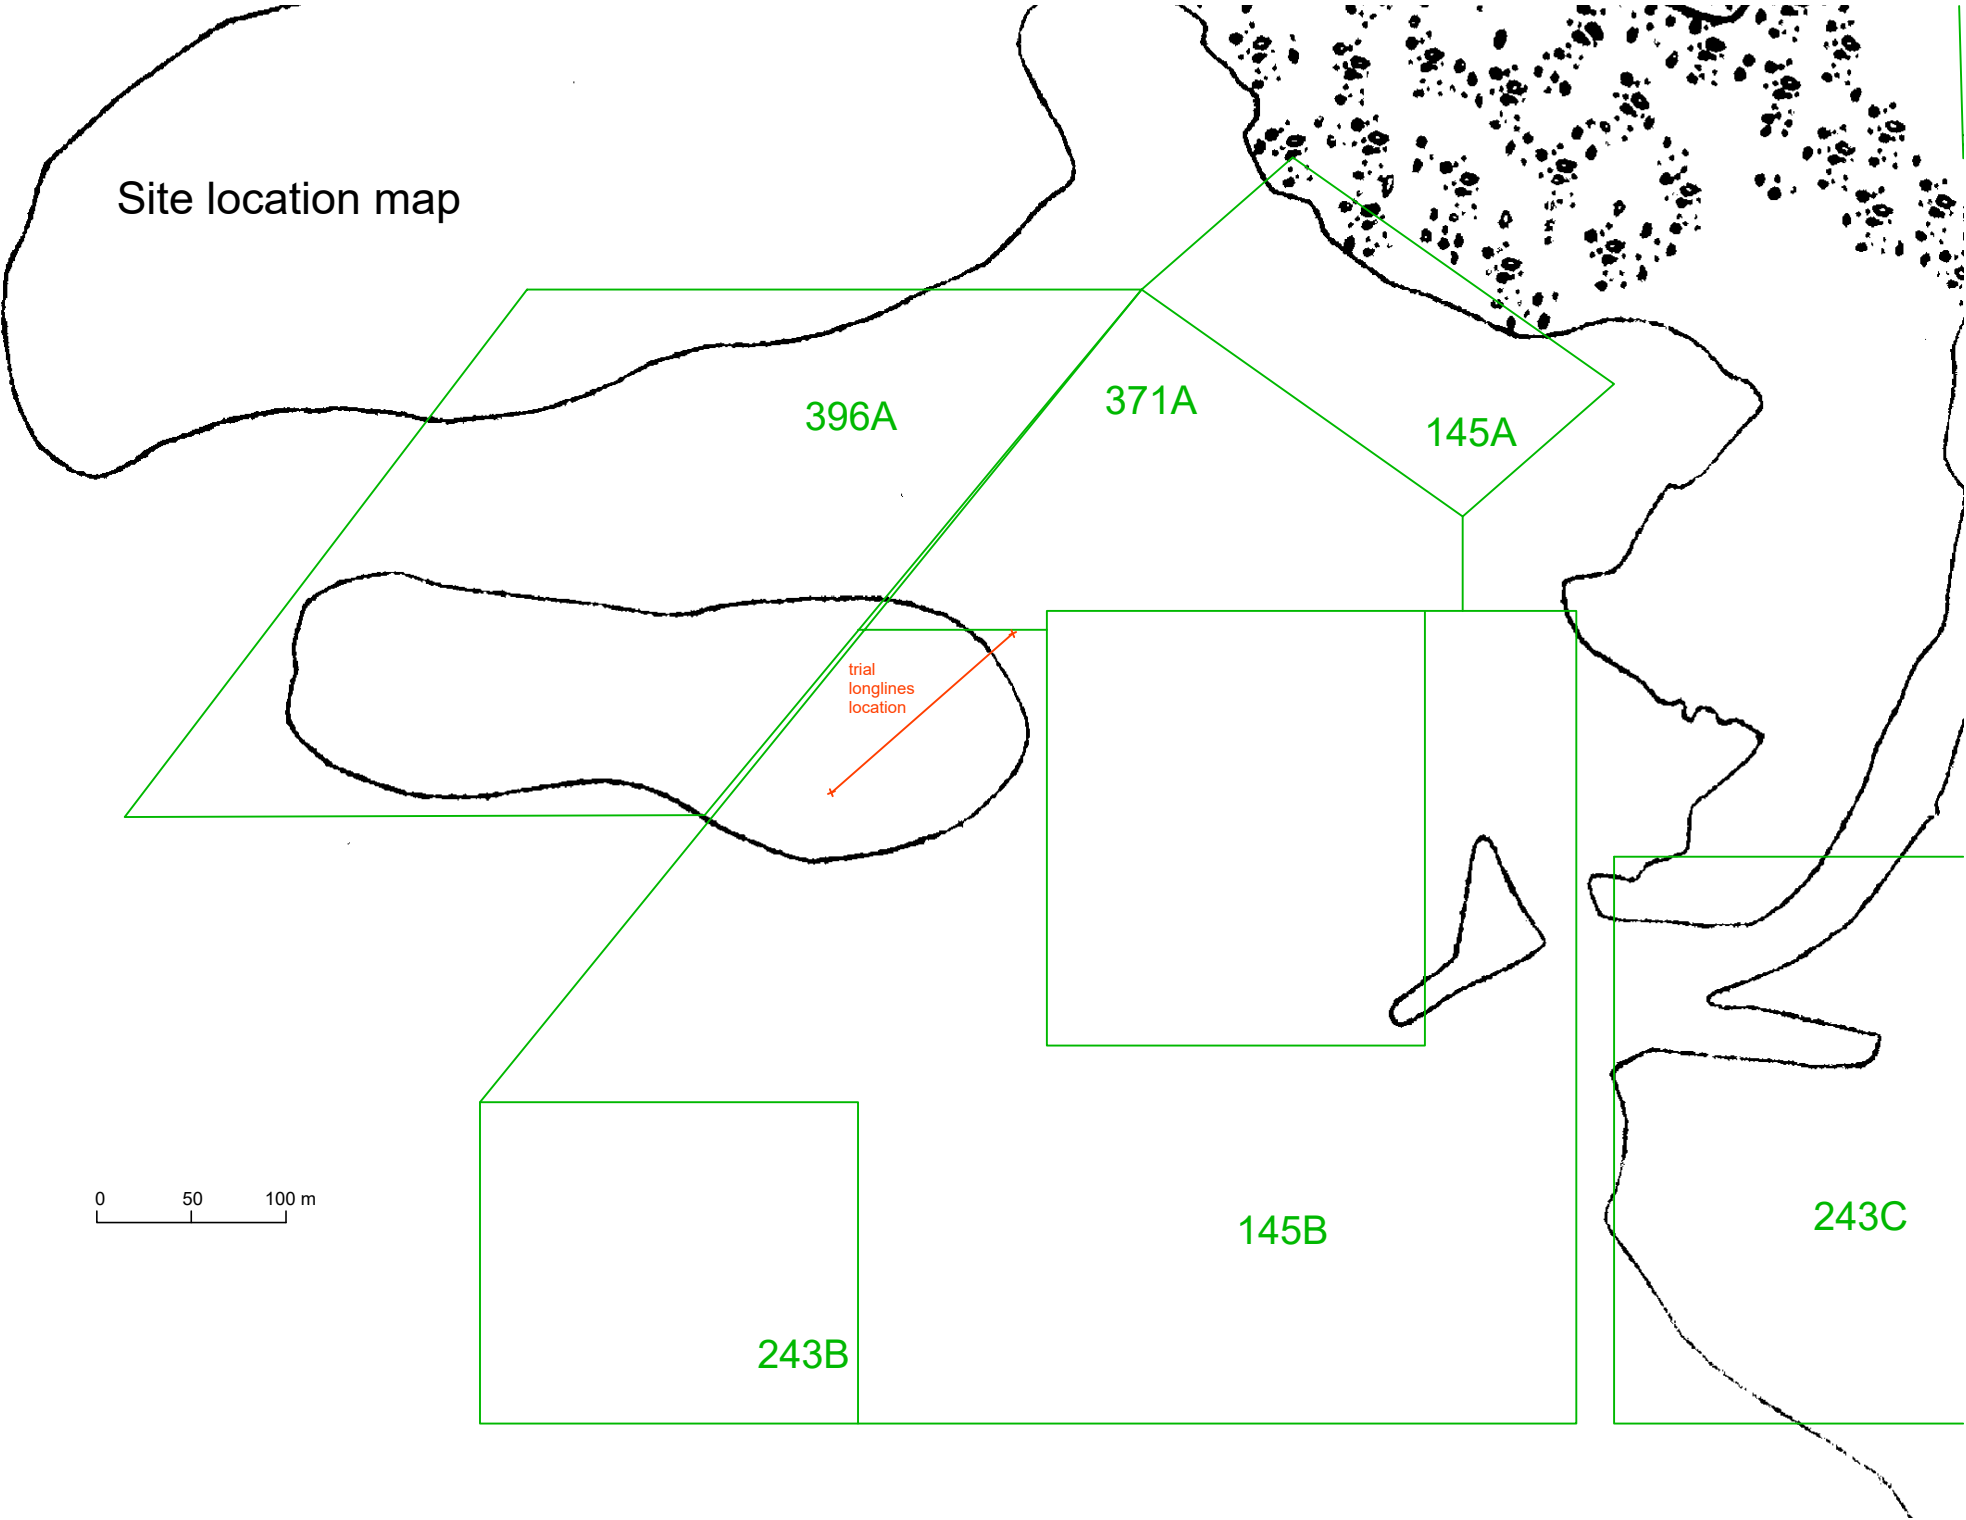 Site location map
371A
396A
145A
trial
longlines
location
0 50 100 m
243C
145B
243B